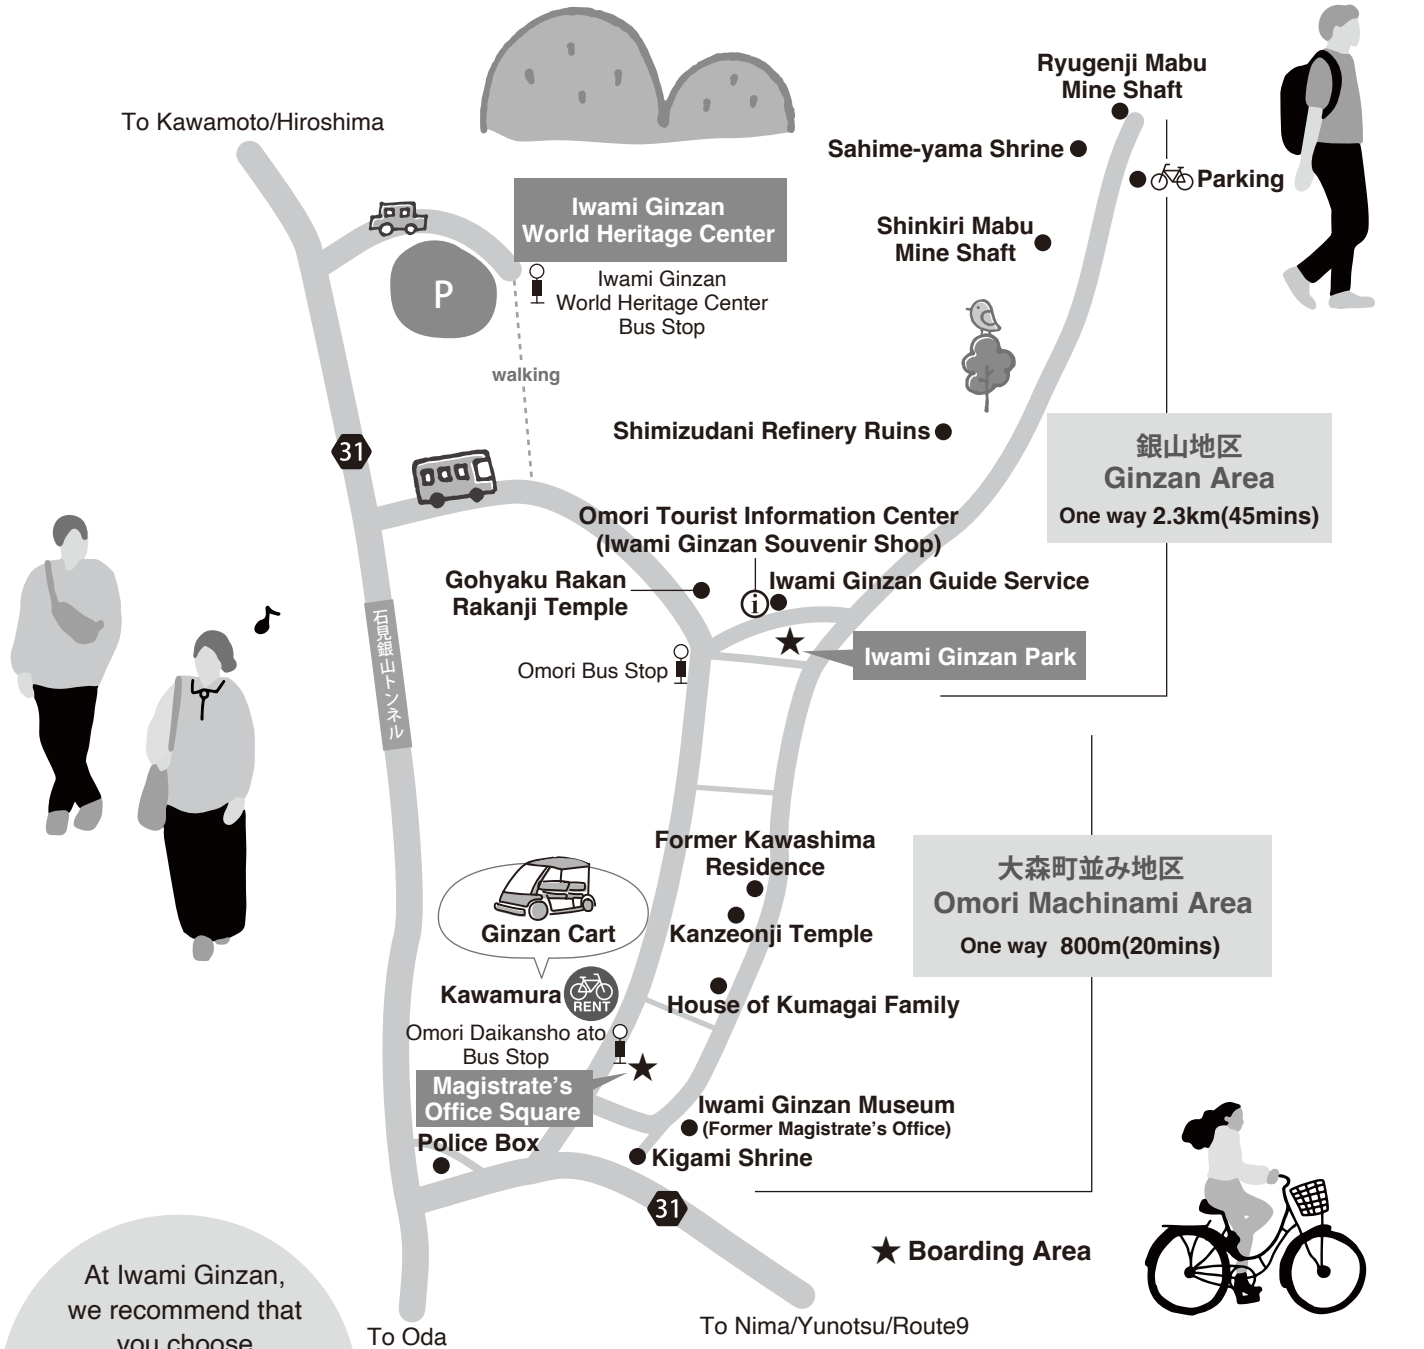 Ryugenji Mabu
Mine Shaft
To Kawamoto/Hiroshima
Sahime-yama Shrine
Parking
Iwami Ginzan
World Heritage Center
Shinkiri Mabu
Mine Shaft
Iwami Ginzan
World Heritage Center
Bus Stop
P
walking
Shimizudani Refinery Ruins
31
銀山地区
Ginzan Area
One way 2.3km(45mins)
Omori Tourist Information Center
(Iwami Ginzan Souvenir Shop)
Gohyaku Rakan
Rakanji Temple
i
Iwami Ginzan Guide Service
石見銀山トンネル
Iwami Ginzan Park
Omori Bus Stop
Former Kawashima
Residence
大森町並み地区
Omori Machinami Area
One way 800m(20mins)
Ginzan Cart
Kanzeonji Temple
Kawamura
RENT
House of Kumagai Family
Omori Daikansho ato
Bus Stop
Magistrate's
Office Square
Iwami Ginzan Museum
(Former Magistrate's Office)
Police Box
Kigami Shrine
31
★ Boarding Area
At Iwami Ginzan,
we recommend that
you choose
To Oda
To Nima/Yunotsu/Route9